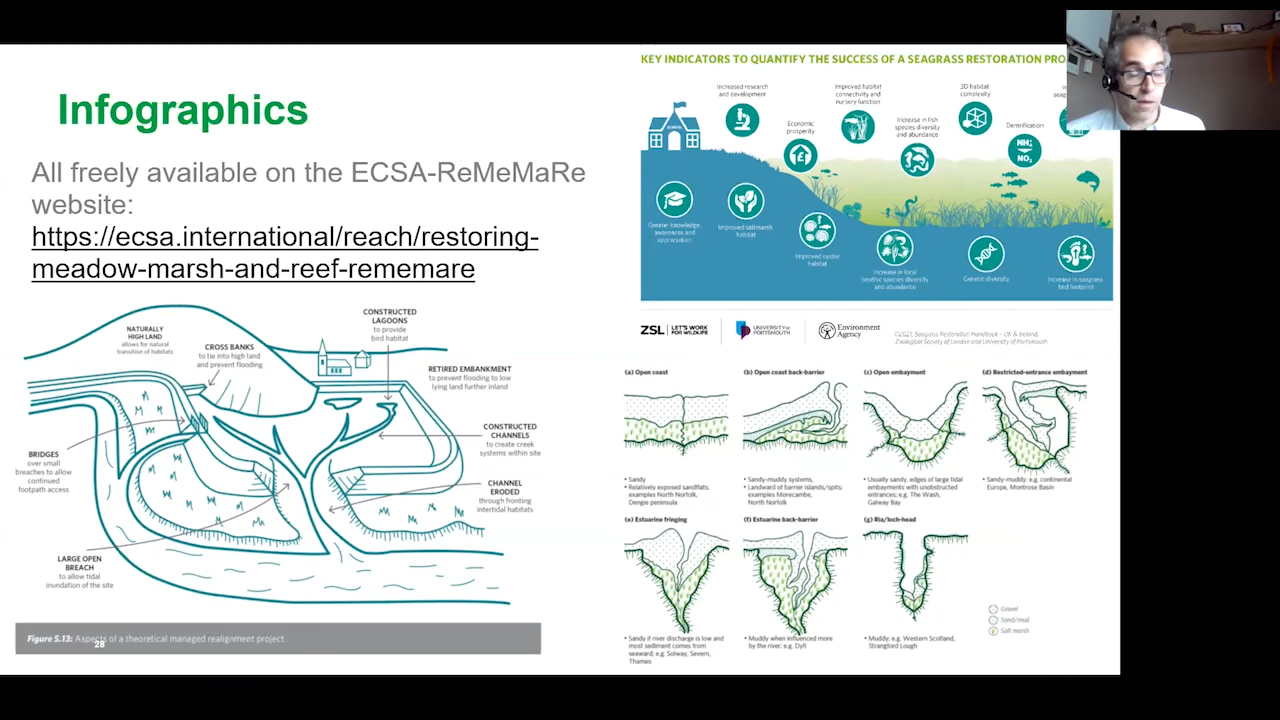 Infographics
All freely available on the ECSA-ReMeMaRe
website:
https://ecsa.international/reach/restoring-
meadow-marsh-and-reef-rememare
NATURALLY
HIGH LAND
allows for natural
transition of habitats
CROSS BANKS
to tie into high land
and prevent flooding
CONSTRUCTED
LAGOONS
to provide
bird habitat
RETIRED EMBANKMENT
to prevent flooding to low
lying land further inland
CONSTRUCTED
CHANNELS
to create creek
systems within site
BRIDGES
over small
breaches to allow
continued
footpath access
CHANNEL
ERODED
through fronting
intertidal habitats
LARGE OPEN
BREACH
to allow tidal
inundation of the site
Figure 5.13: Aspects of a theoretical managed realignment project.
28
KEY INDICATORS TO QUANTIFY THE SUCCESS OF A SEAGRASS RESTORATION PRO
Increased research
and development
Economic
prosperity
Improved habitat
connectivity and
nursery function
Increase in fish
species diversity
and abundance
3D habitat
complexity
Dentrification
NH
NO
Greater knowledge,
awareness and
appreciation
Improved saltmarsh
habitat
Improved oyster
habitat
Increase in local
benthic species diversity
and abundance
Genetic diversity
Increase in seagrass
bed footprint
ZSL LET'S WORK
FOR WILDLIFE
UNIVERSITY OF
PORTSMOUTH
Environment
Agency
©2021, Seagrass Restoration Handbook - UK & Ireland,
Zoological Society of London and University of Portsmouth
(a) Open coast
• Sandy
• Relatively exposed sandflats;
examples North Norfolk,
Dengie peninsula
(b) Open coast back-barrier
• Sandy-muddy systems,
• Landward of barrier islands/spits;
examples Morecambe,
North Norfolk
(c) Open embayment
• Usually sandy, edges of large tidal
embayments with unobstructed
entrances; e.g. The Wash,
Galway Bay
(d) Restricted-entrance embayment
• Sandy-muddy e.g. continental
Europe, Montrose Basin
(e) Estuarine fringing
• Sandy if river discharge is low and
most sediment comes from
seaward; e.g. Solway, Severn,
Thames
(f) Estuarine back-barrier
• Muddy when influenced more
by the river; e.g. Dyfi
(g) Ria/loch-head
• Muddy; e.g. Western Scotland,
Strangford Lough
Gravel
Sand/mud
Salt marsh